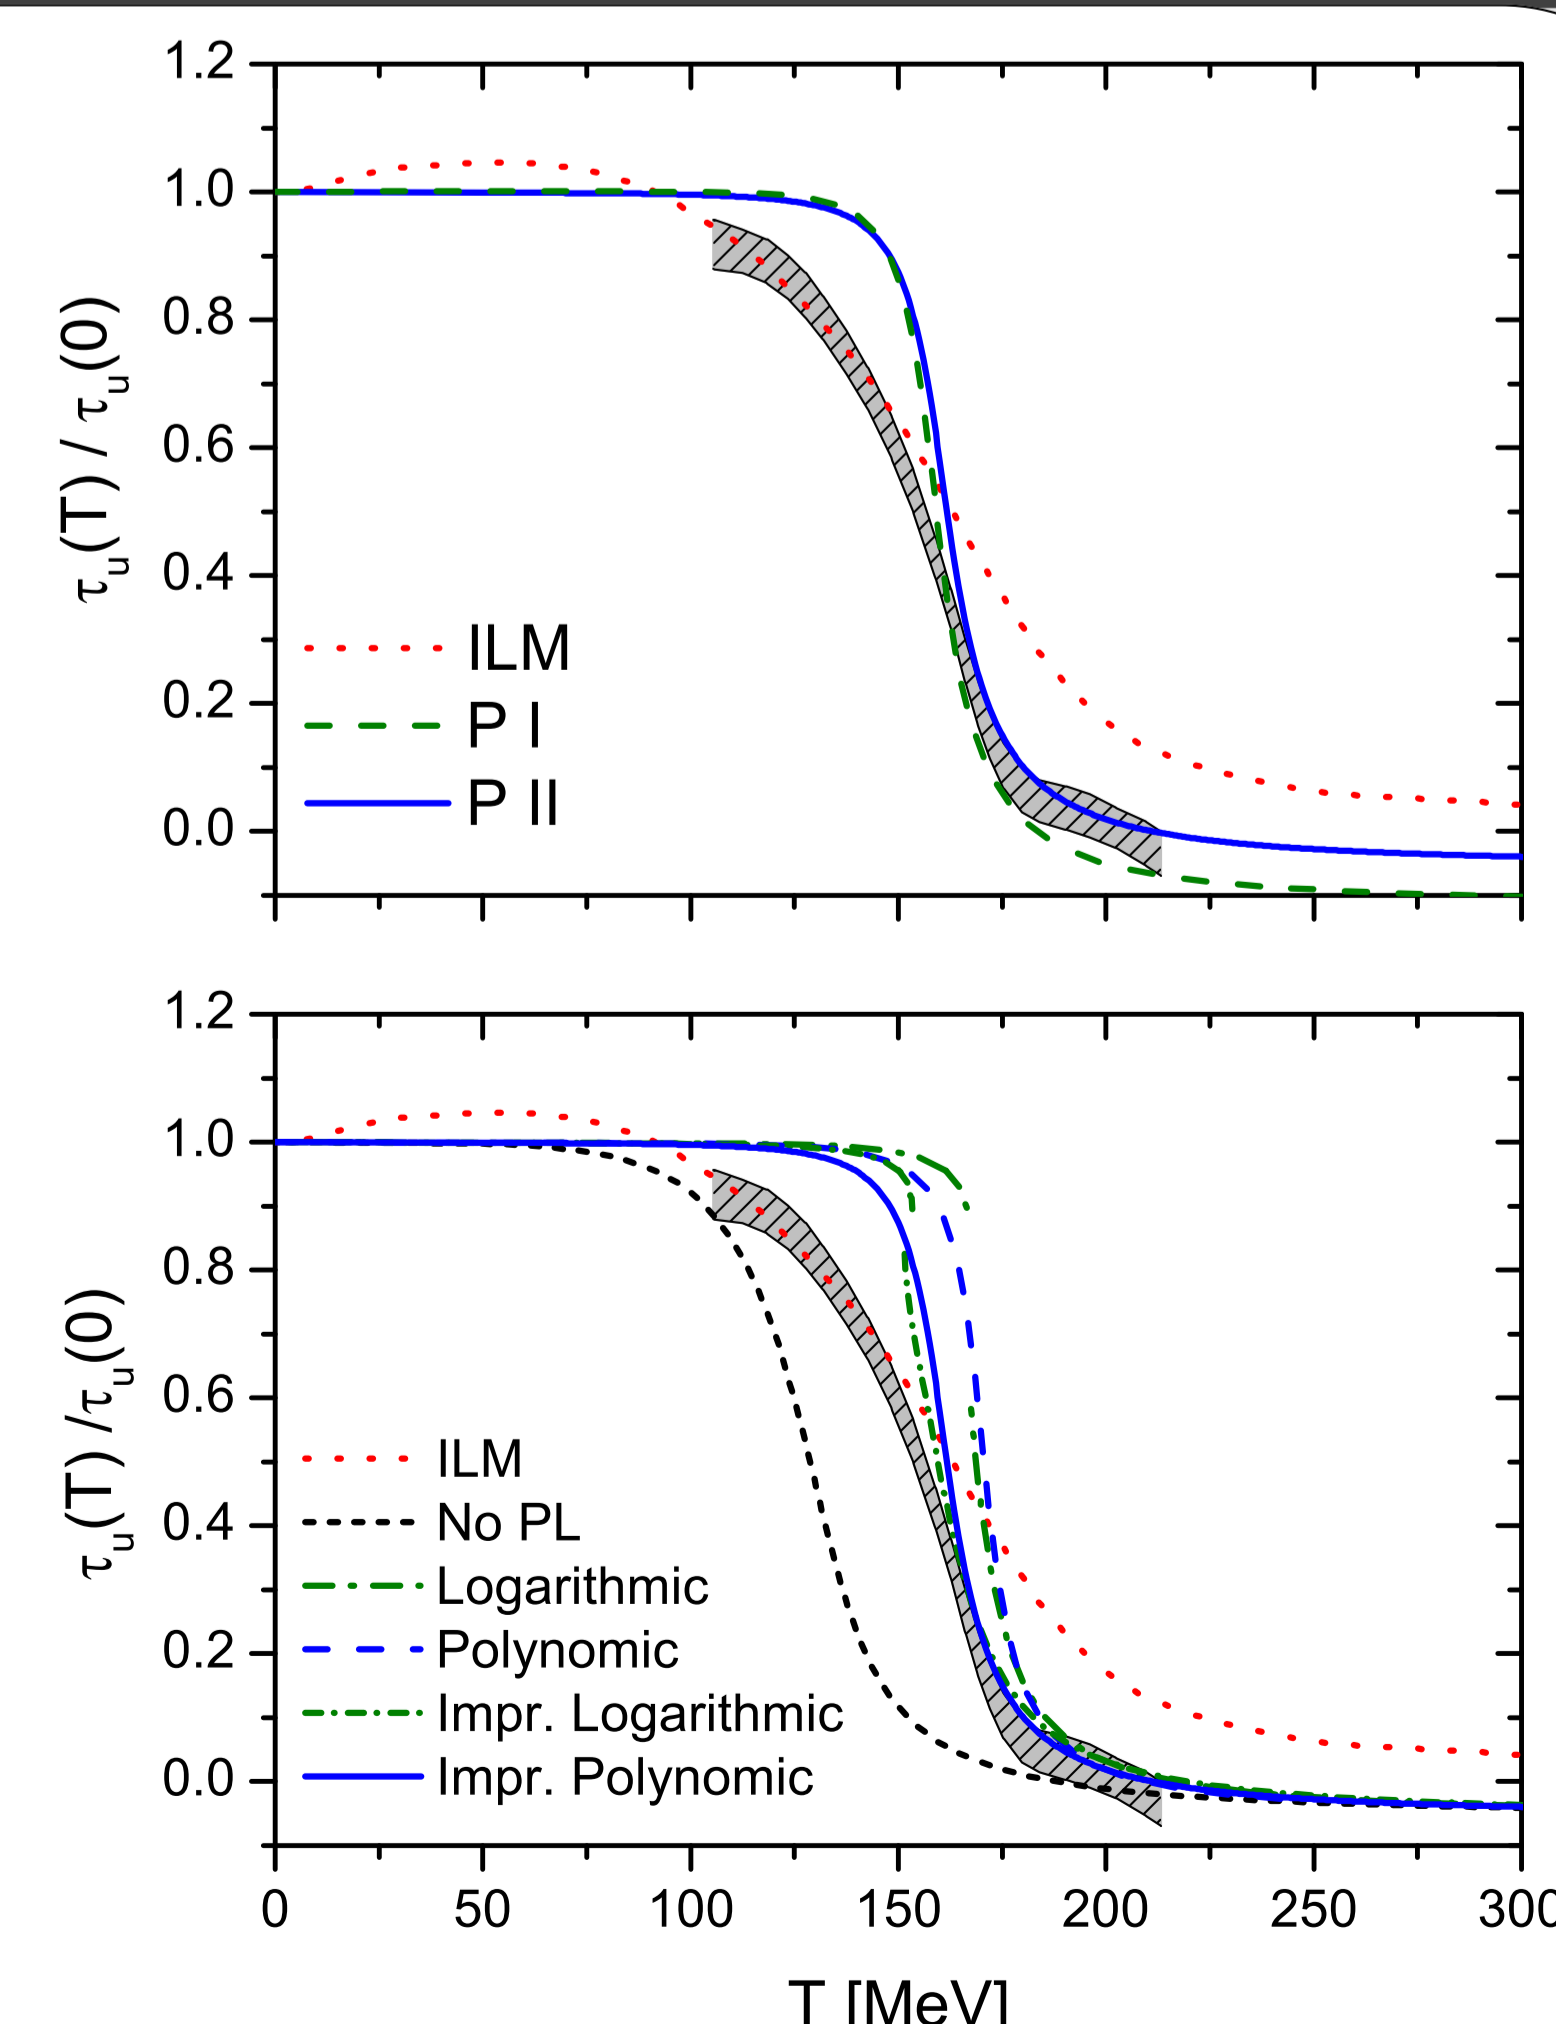 1.2
1.0
0.8
0.6
0.4
0.2
0.0
τu(T) / τu(0)
ILM
P I
P II
1.2
1.0
0.8
0.6
0.4
0.2
0.0
τu(T) /τu(0)
ILM
No PL
Logarithmic
Polynomic
Impr. Logarithmic
Impr. Polynomic
0 50 100 150 200 250 300
T [MeV]